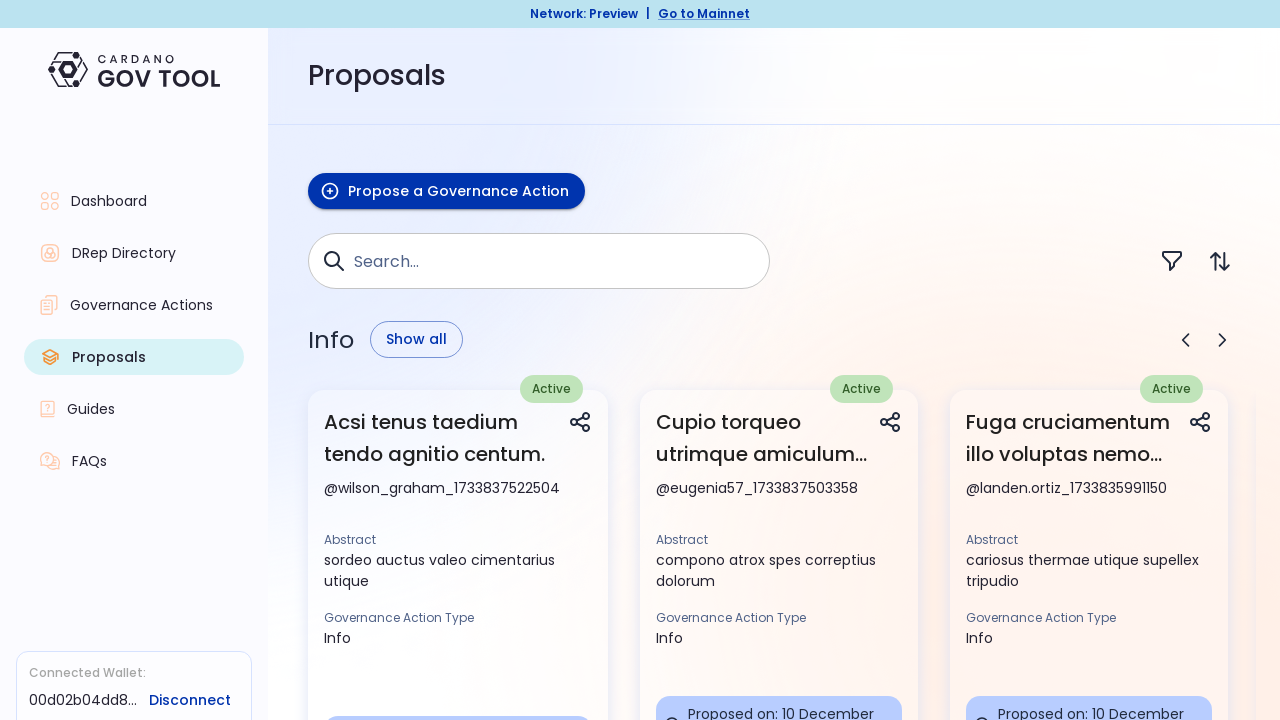 Network: Preview | Go to Mainnet
CARDANO
GOV TOOL
Proposals
Dashboard
DRep Directory
Governance Actions
Proposals
Guides
FAQs
Connected Wallet:
00d02b04dd8... Disconnect
Propose a Governance Action
Search...
Info Show all
Active
Acsi tenus taedium
tendo agnitio centum.
@wilson_graham_1733837522504
Abstract
sordeo auctus valeo cimentarius
utique
Governance Action Type
Info
Active
Cupio torqueo
utrimque amiculum...
@eugenia57_1733837503358
Abstract
compono atrox spes correptius
dolorum
Governance Action Type
Info
Proposed on: 10 December
Active
Fuga cruciamentum
illo voluptas nemo...
@landen.ortiz_1733835991150
Abstract
cariosus thermae utique supellex
tripudio
Governance Action Type
Info
Proposed on: 10 December